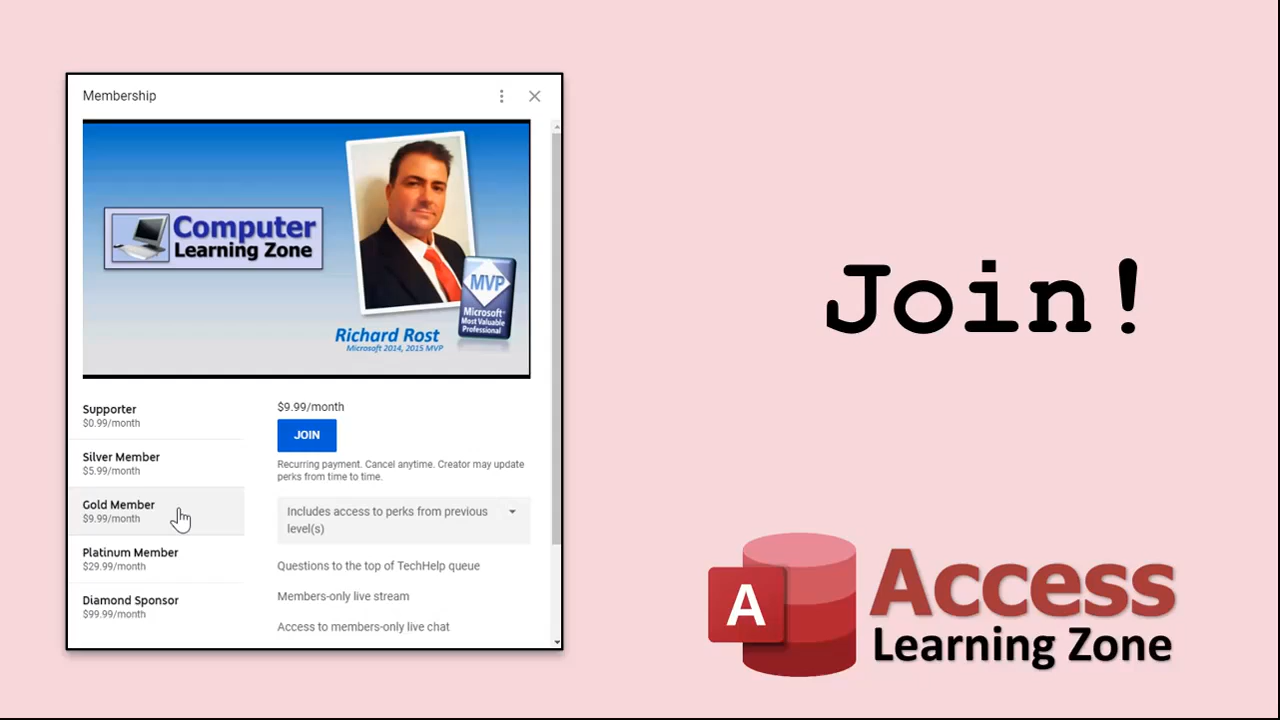 Membership
Computer
Learning Zone
MVP
Microsoft®
Most Valuable
Professional
Richard Rost
Microsoft 2014, 2015 MVP
Supporter
$0.99/month
Silver Member
$5.99/month
Gold Member
$9.99/month
Platinum Member
$29.99/month
Diamond Sponsor
$99.99/month
$9.99/month
JOIN
Recurring payment. Cancel anytime. Creator may update
perks from time to time.
Includes access to perks from previous
level(s)
Questions to the top of TechHelp queue
Members-only live stream
Access to members-only live chat
Join!
A
Access
Learning Zone